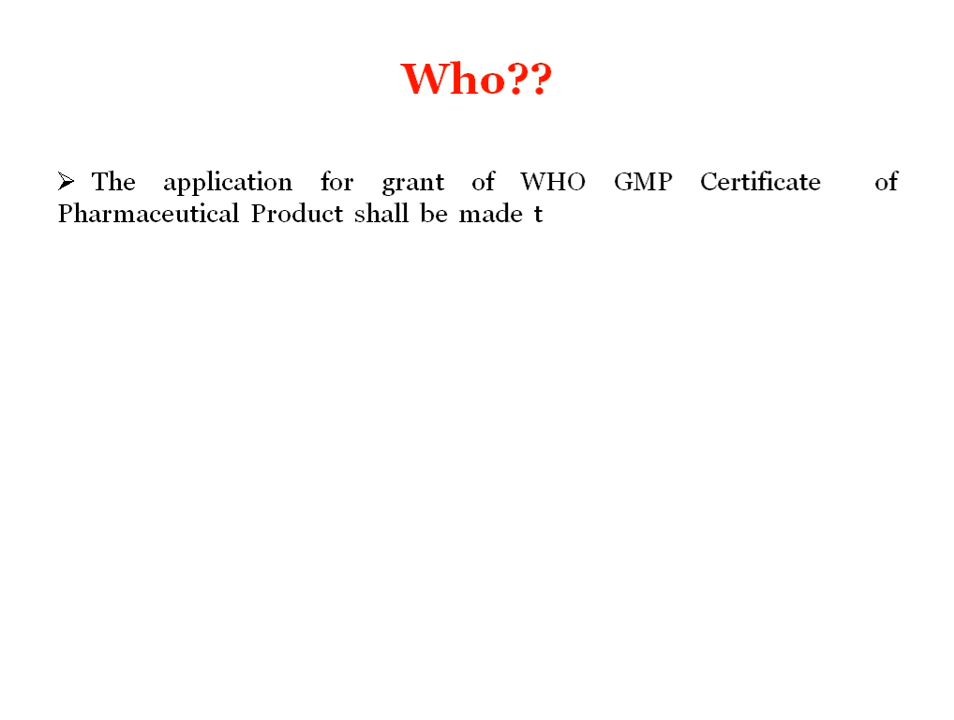 Who??
➢ The application for grant of WHO GMP Certificate of
Pharmaceutical Product shall be made t